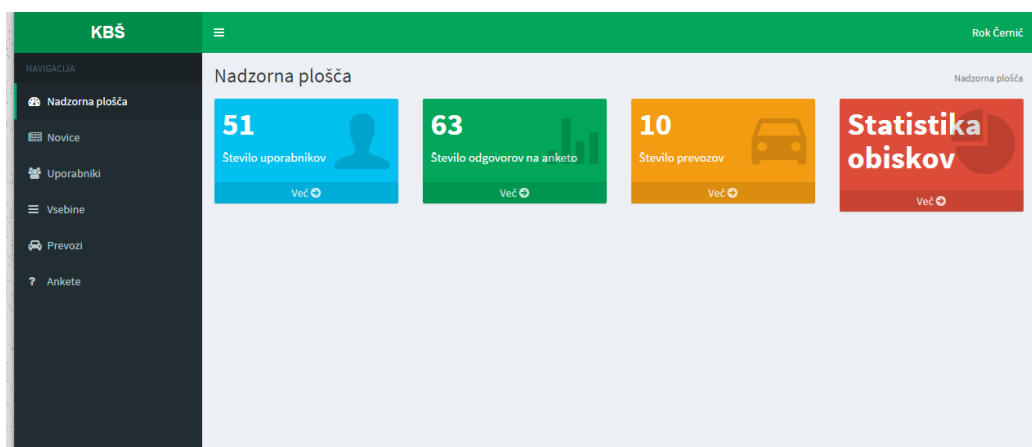 KBŠ
Rok Černič
NAVIGACIJA
Nadzorna plošča
Novice
Uporabniki
Vsebine
Prevozi
Ankete
Nadzorna plošča
Nadzorna plošča
51
Število uporabnikov
Več
63
Število odgovorov na anketo
Več
10
Število prevozov
Več
Statistika
obiskov
Več